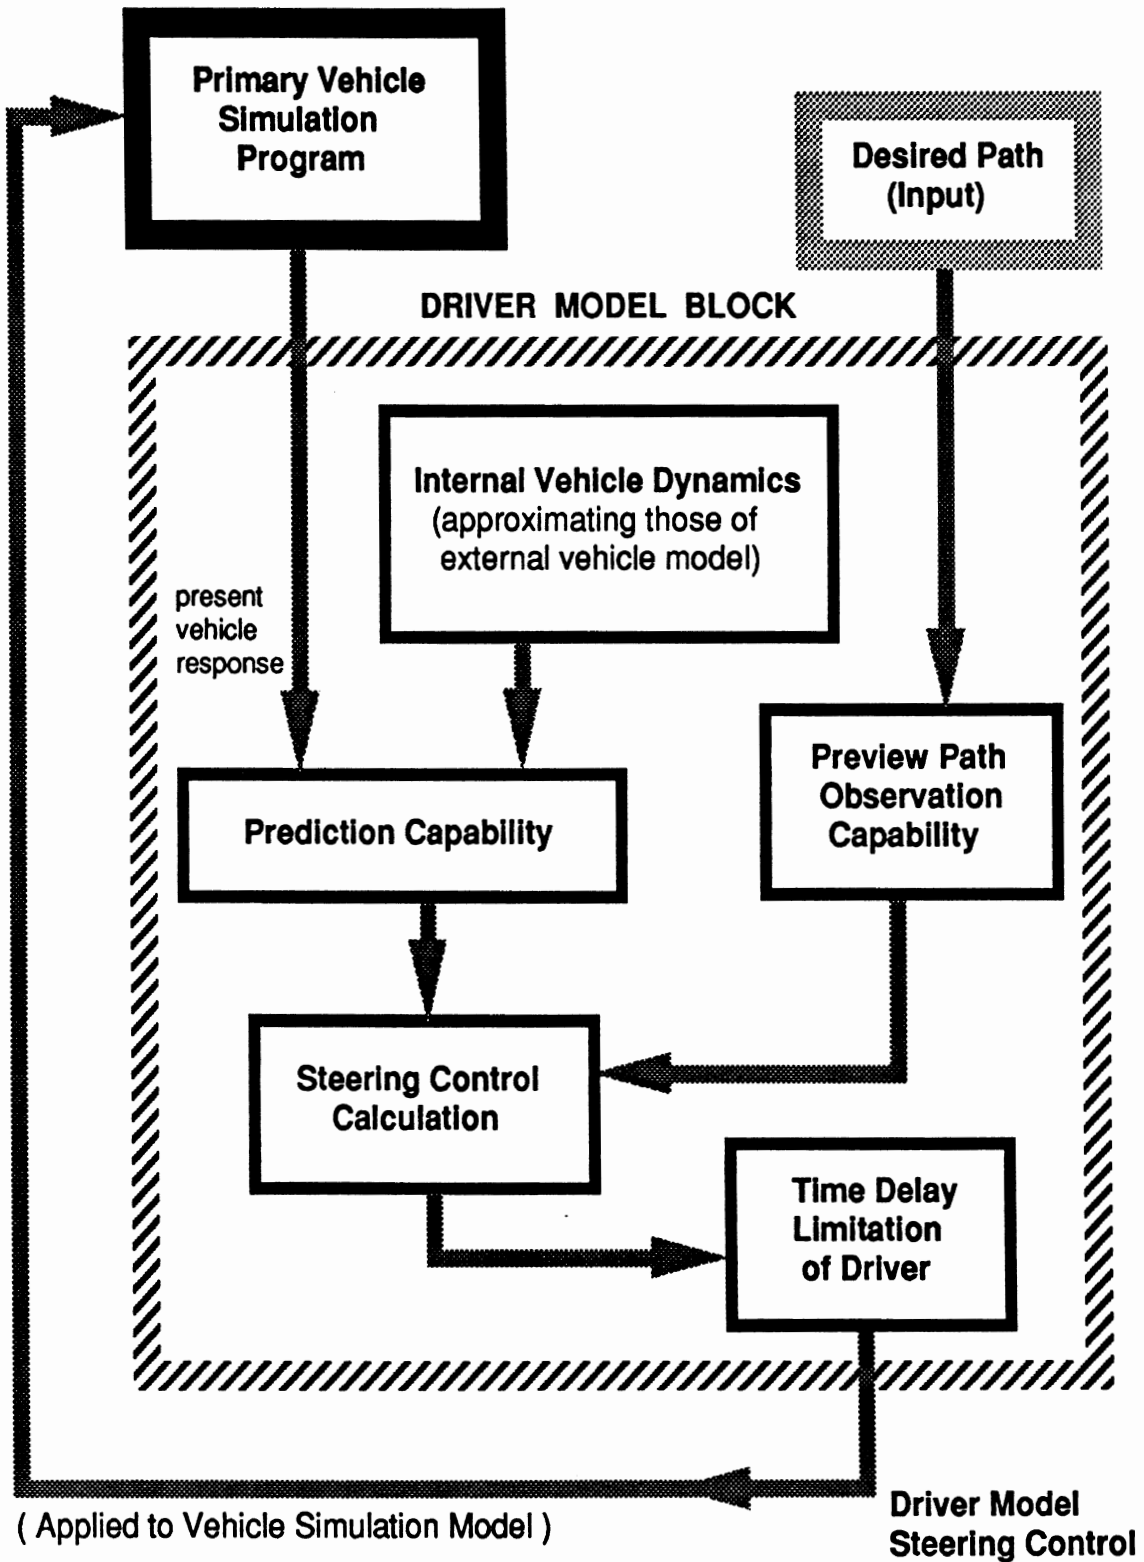 Primary Vehicle
Simulation
Program
Desired Path
(Input)
DRIVER MODEL BLOCK
Internal Vehicle Dynamics
(approximating those of
external vehicle model)
present
vehicle
response
Preview Path
Observation
Capability
Prediction Capability
Steering Control
Calculation
Time Delay
Limitation
of Driver
( Applied to Vehicle Simulation Model )
Driver Model
Steering Control